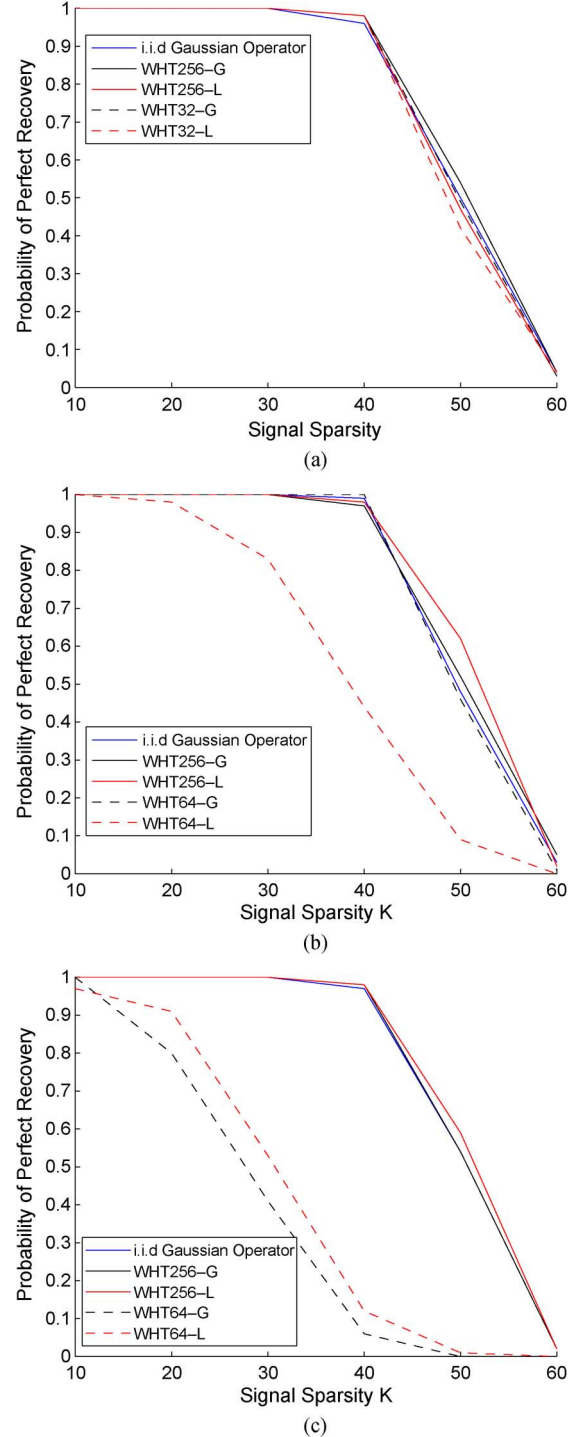 1
0.9
0.8
0.7
0.6
0.5
0.4
0.3
0.2
0.1
0
Probability of Perfect Recovery
i.i.d Gaussian Operator
WHT256–G
WHT256–L
WHT32–G
WHT32–L
10 20 30 40 50 60
Signal Sparsity
(a)
1
0.9
0.8
0.7
0.6
0.5
0.4
0.3
0.2
0.1
0
Probability of Perfect Recovery
i.i.d Gaussian Operator
WHT256–G
WHT256–L
WHT64–G
WHT64–L
10 20 30 40 50 60
Signal Sparsity K
(b)
1
0.9
0.8
0.7
0.6
0.5
0.4
0.3
0.2
0.1
0
Probability of Perfect Recovery
i.i.d Gaussian Operator
WHT256–G
WHT256–L
WHT64–G
WHT64–L
10 20 30 40 50 60
Signal Sparsity K
(c)